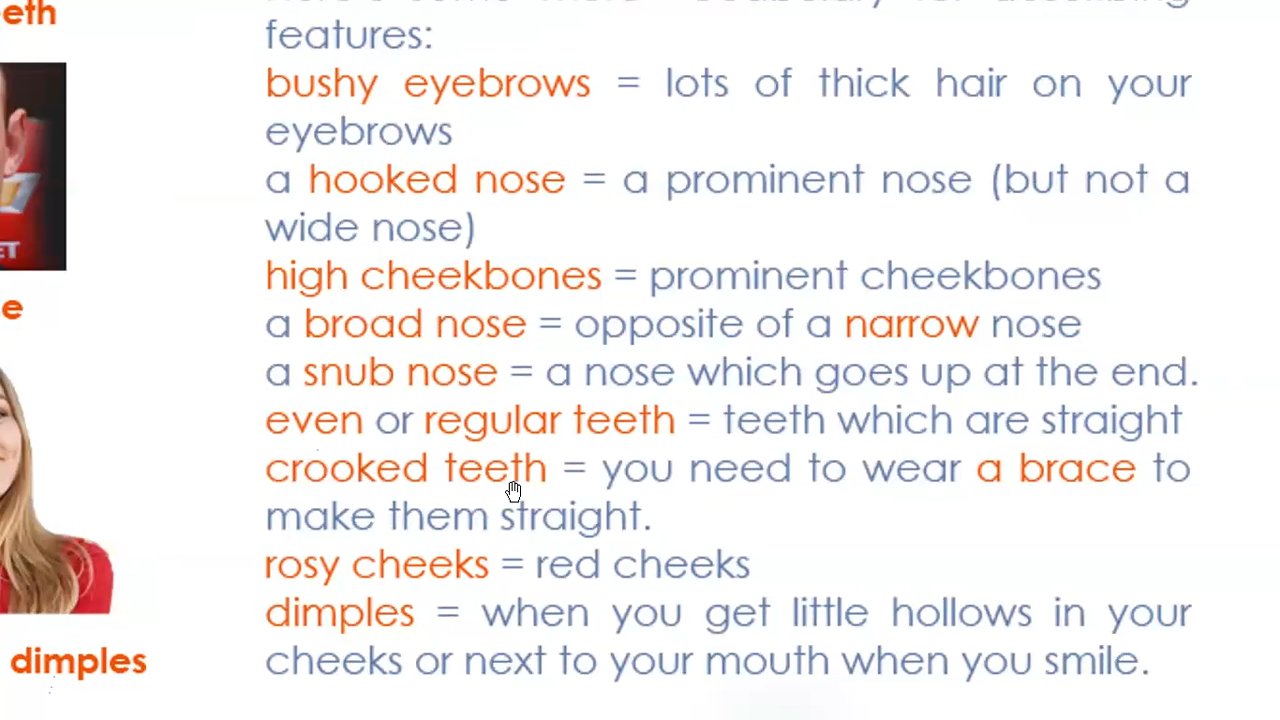 eeth
features:
bushy eyebrows = lots of thick hair on your
eyebrows
a hooked nose = a prominent nose (but not a
wide nose)
ET
high cheekbones = prominent cheekbones
e
a broad nose = opposite of a narrow nose
a snub nose = a nose which goes up at the end.
even or regular teeth = teeth which are straight
crooked teeth = you need to wear a brace to
make them straight.
rosy cheeks = red cheeks
dimples = when you get little hollows in your
cheeks or next to your mouth when you smile.
dimples